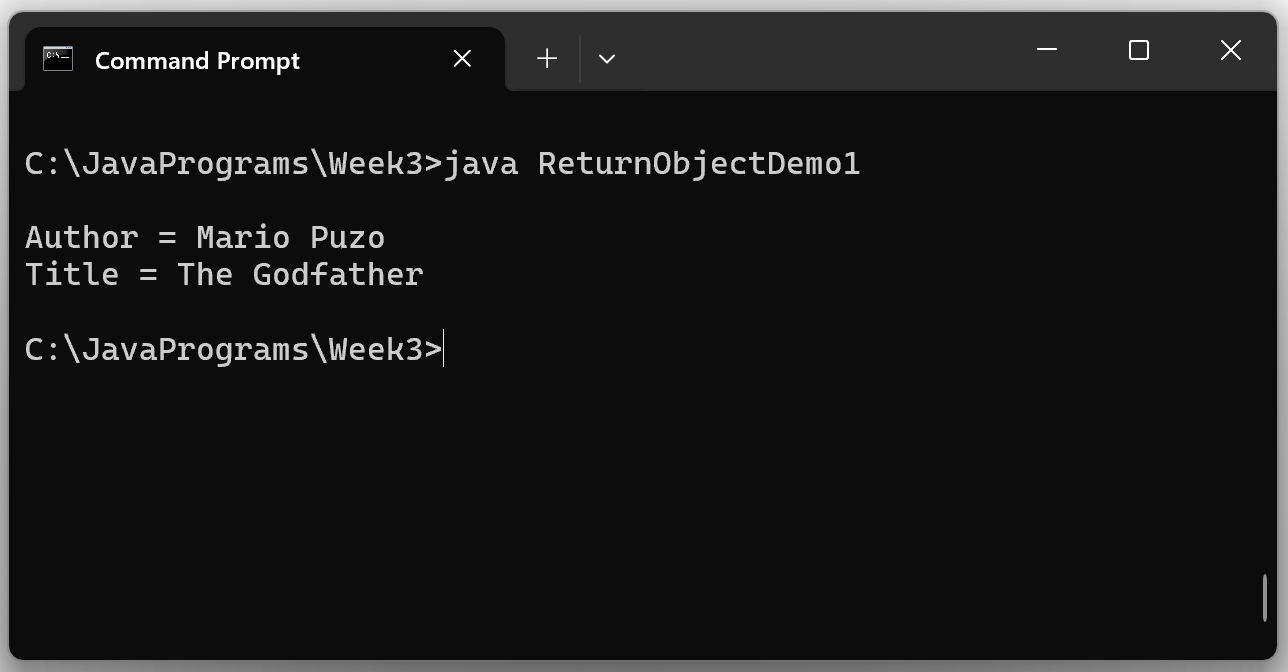 Command Prompt
C:\JavaPrograms\Week3>java ReturnObjectDemo1
Author = Mario Puzo
Title = The Godfather
C:\JavaPrograms\Week3>